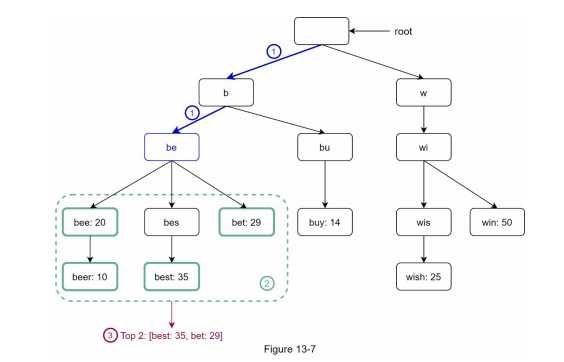 root
1
b
w
1
be
bu
wi
bee: 20
bes
bet: 29
buy: 14
wis
win: 50
beer: 10
best: 35
2
wish: 25
3 Top 2: [best: 35, bet: 29]
Figure 13-7